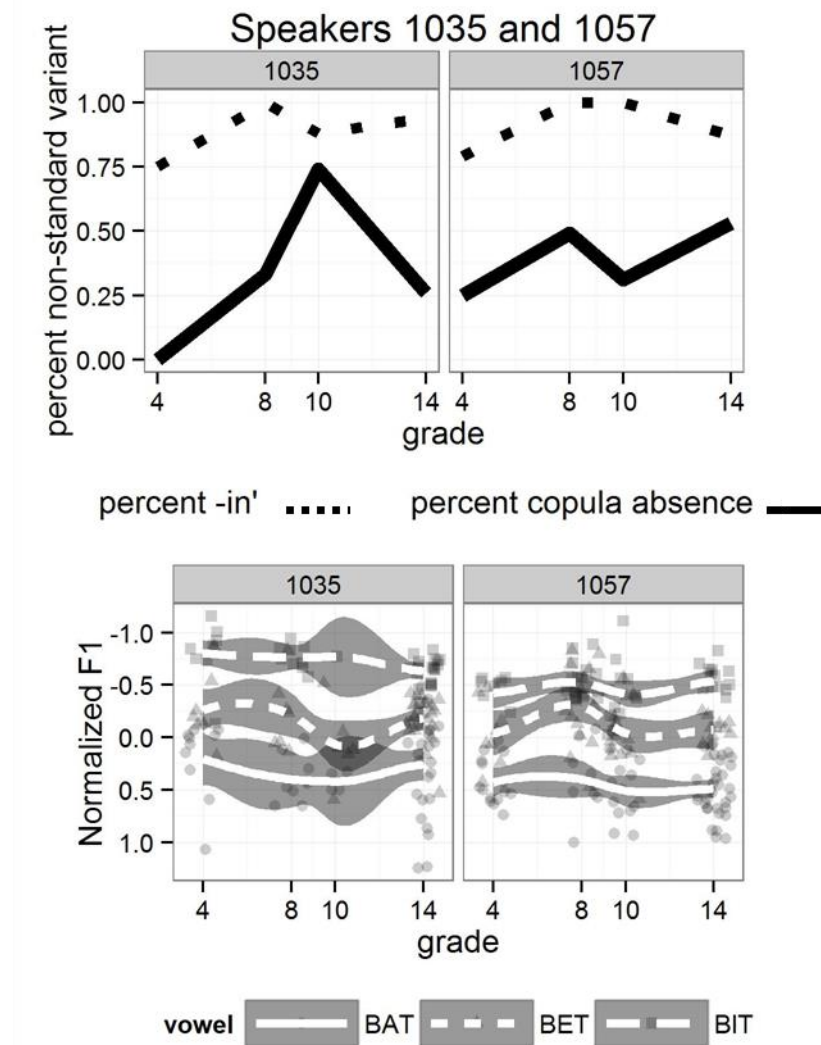 Speakers 1035 and 1057
1035 1057
percent non-standard variant
1.00
0.75
0.50
0.25
0.00
4 8 10 14 4 8 10 14
grade grade
percent -in' percent copula absence
1035 1057
Normalized F1
-1.0
-0.5
0.0
0.5
1.0
4 8 10 14 4 8 10 14
grade grade
vowel BAT BET BIT